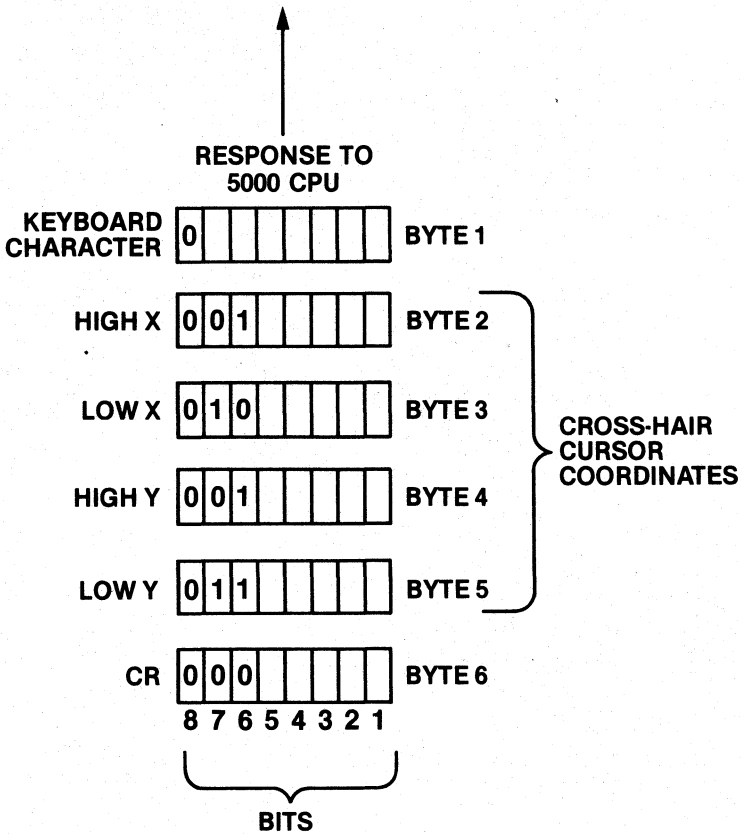 RESPONSE TO
5000 CPU
KEYBOARD
CHARACTER
0
BYTE 1
HIGH X
0 0 1
BYTE 2
LOW X
0 1 0
BYTE 3
HIGH Y
0 0 1
BYTE 4
LOW Y
0 1 1
BYTE 5
CROSS-HAIR
CURSOR
COORDINATES
CR
0 0 0
BYTE 6
8 7 6 5 4 3 2 1
BITS